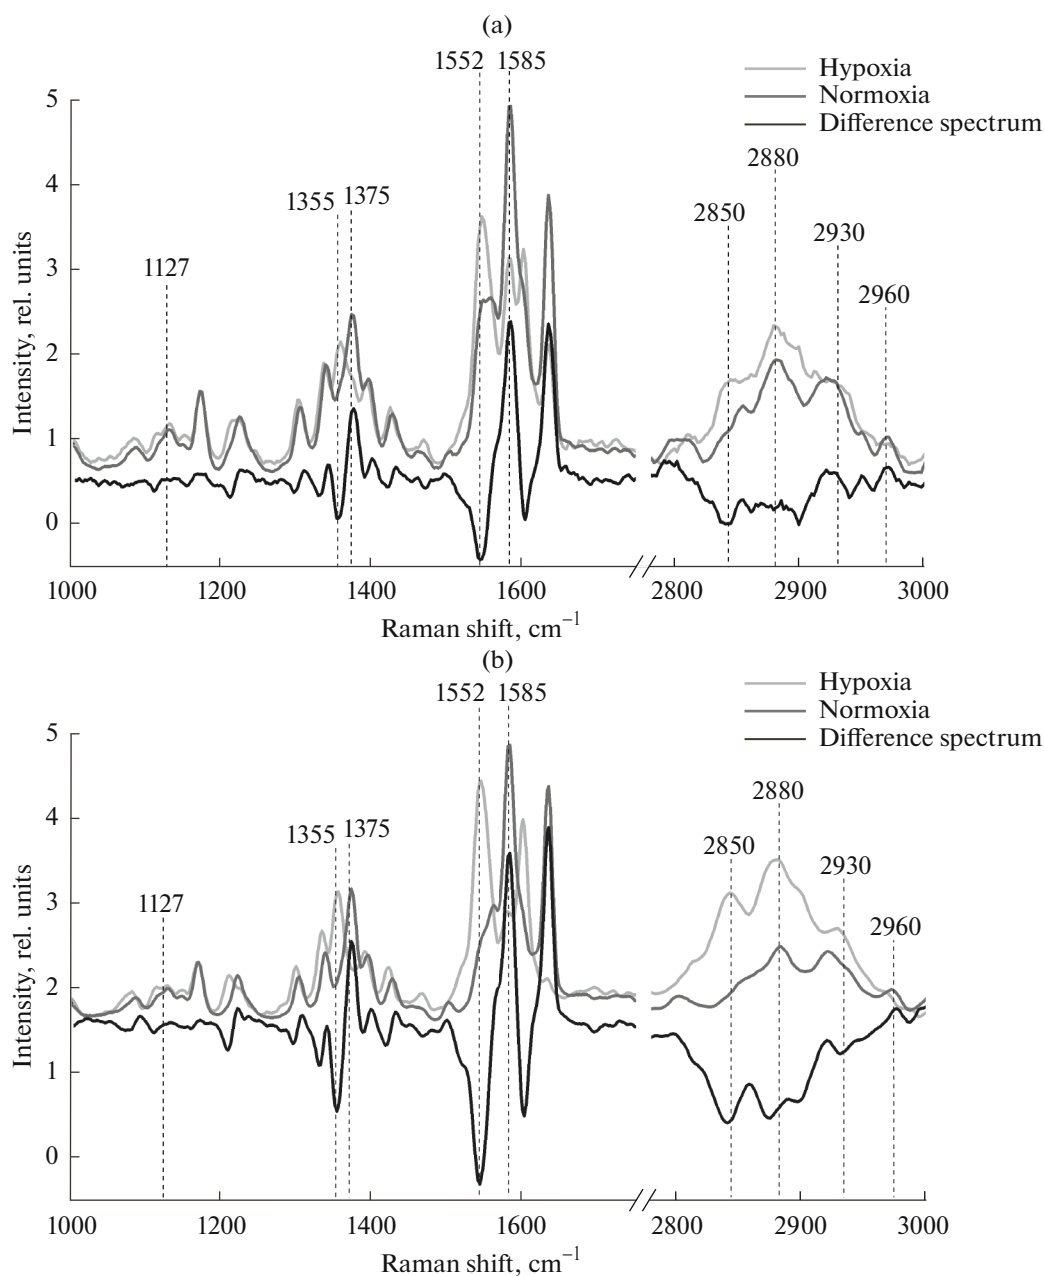 (a)
1552 1585
Hypoxia
Normoxia
Difference spectrum
2880
1355 1375
2850
2930
1127
2960
5
4
3
2
1
0
Intensity, rel. units
1000 1200 1400 1600 2800 2900 3000
Raman shift, cm–1
(b)
1552 1585
Hypoxia
Normoxia
Difference spectrum
2880
1355 1375
2850
2930
1127
2960
5
4
3
2
1
0
Intensity, rel. units
1000 1200 1400 1600 2800 2900 3000
Raman shift, cm–1